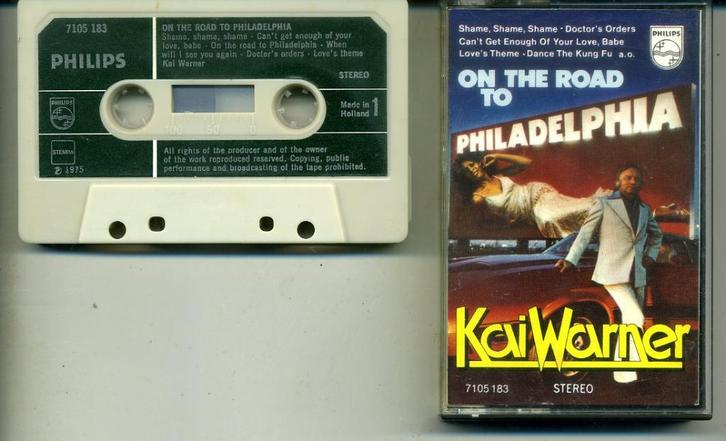 7105 183
PHILIPS
PHILIPS
STEMRA
℗ 1975
ON THE ROAD TO PHILADELPHIA
Shame, shame, shame - Can't get enough of your
love, babe - On the road to Philadelphia - When
will I see you again - Doctor's orders - Love's theme
Kai Warner
STEREO
100 50 0
Made in
Holland 1
All rights of the producer and of the owner
of the work reproduced reserved. Copying, public
performance and broadcasting of the tape prohibited.
Shame, Shame, Shame · Doctor's Orders
Can't Get Enough Of Your Love, Babe
Love's Theme · Dance The Kung Fu a.o.
PHILIPS
ON THE ROAD
TO
PHILADELPHIA
Kai Warner
7105 183 STEREO